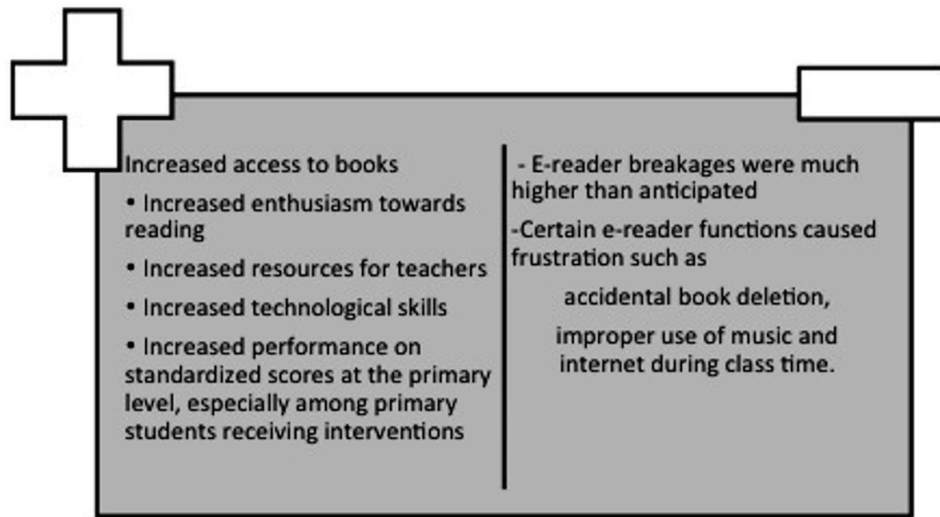 Increased access to books
• Increased enthusiasm towards
reading
• Increased resources for teachers
• Increased technological skills
• Increased performance on
standardized scores at the primary
level, especially among primary
students receiving interventions
- E-reader breakages were much
higher than anticipated
-Certain e-reader functions caused
frustration such as
accidental book deletion,
improper use of music and
internet during class time.